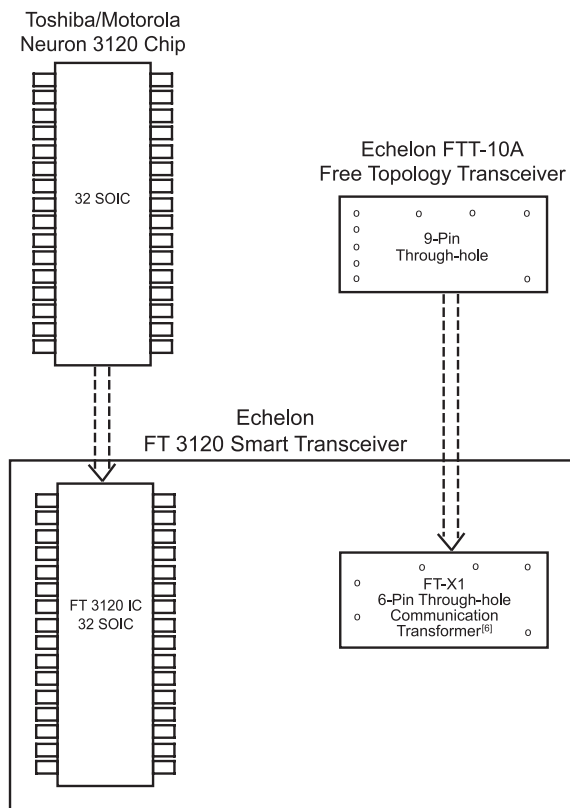 Toshiba/Motorola
Neuron 3120 Chip
32 SOIC
Echelon FTT-10A
Free Topology Transceiver
9-Pin
Through-hole
Echelon
FT 3120 Smart Transceiver
FT 3120 IC
32 SOIC
FT-X1
6-Pin Through-hole
Communication
Transformer[6]